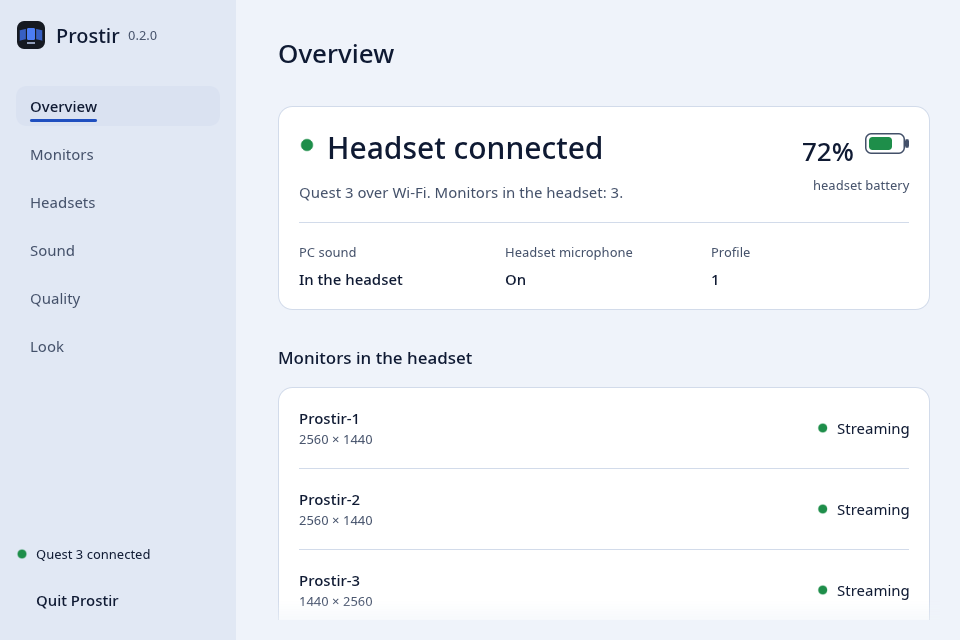 Prostir 0.2.0
Overview
Monitors
Headsets
Sound
Quality
Look
Quest 3 connected
Quit Prostir
Overview
Headset connected
72%
headset battery
Quest 3 over Wi-Fi. Monitors in the headset: 3.
PC sound
In the headset
Headset microphone
On
Profile
1
Monitors in the headset
Prostir-1
2560 × 1440
Streaming
Prostir-2
2560 × 1440
Streaming
Prostir-3
1440 × 2560
Streaming